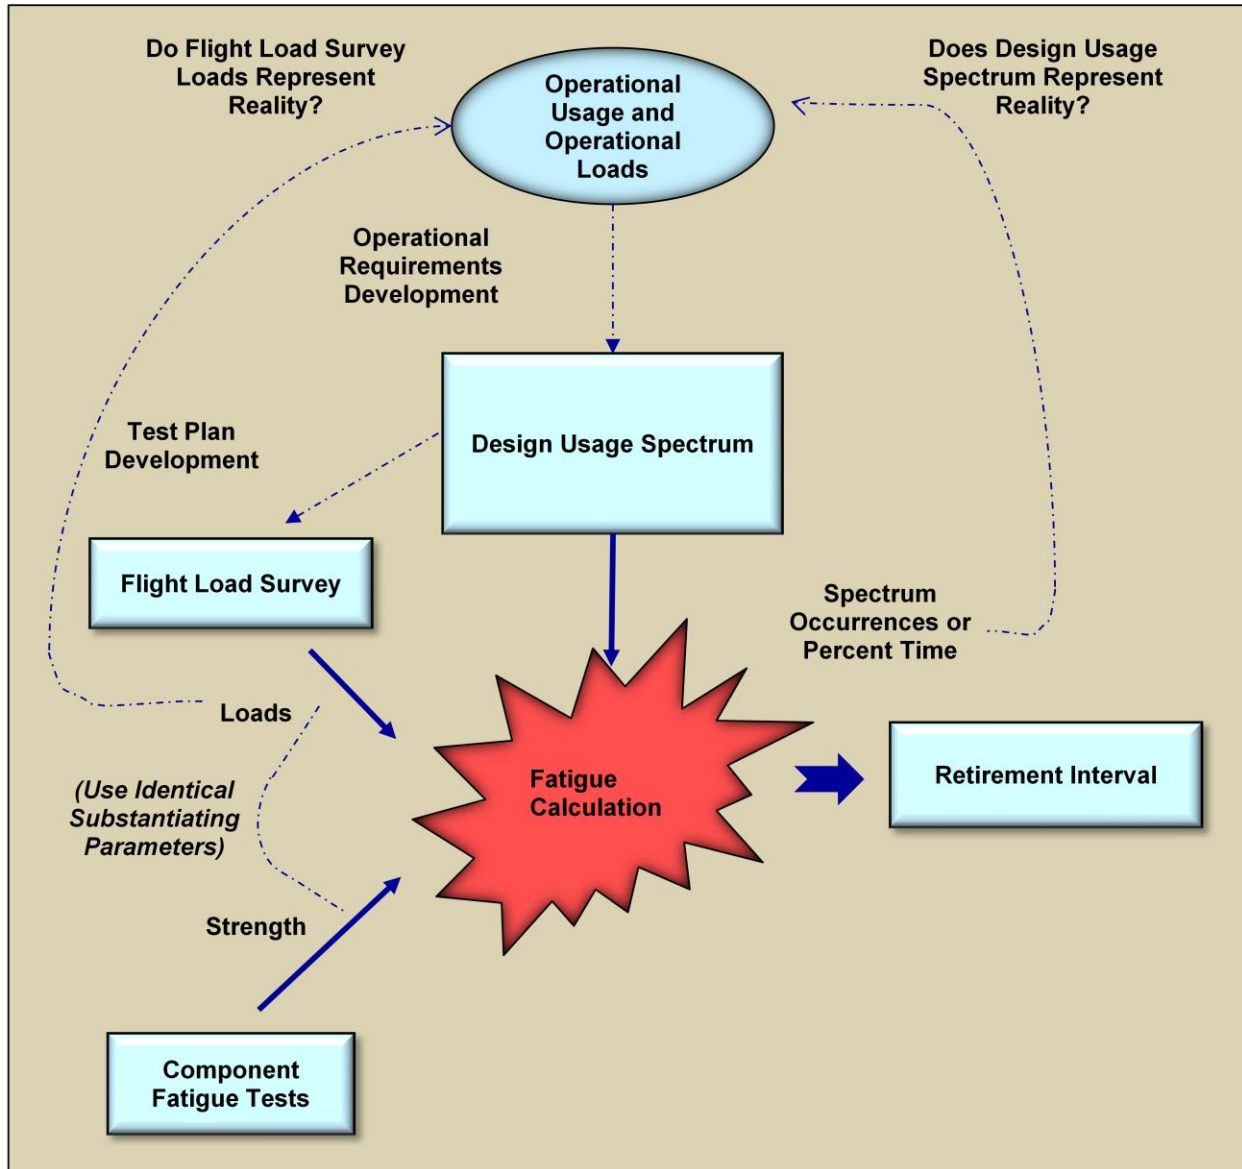 Do Flight Load Survey
Loads Represent
Reality?
Operational
Usage and
Operational
Loads
Does Design Usage
Spectrum Represent
Reality?
Operational
Requirements
Development
Test Plan
Development
Design Usage Spectrum
Flight Load Survey
Spectrum
Occurrences or
Percent Time
Loads
(Use Identical
Substantiating
Parameters)
Fatigue
Calculation
Retirement Interval
Strength
Component
Fatigue Tests